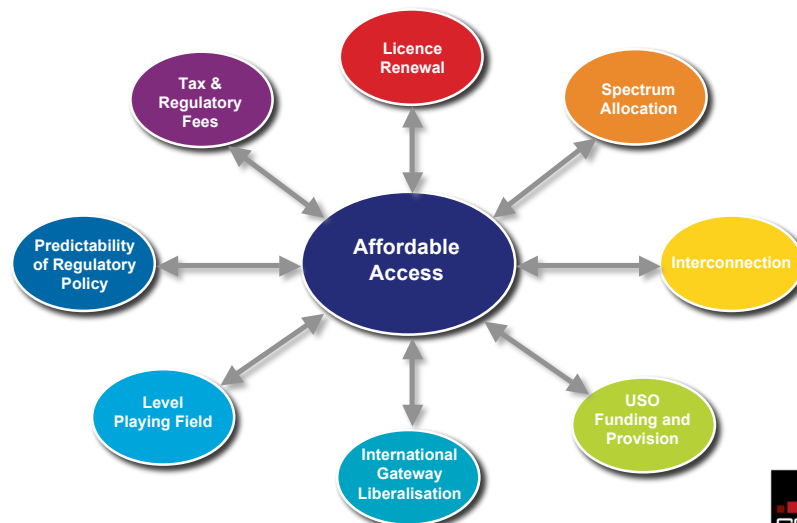 Licence
Renewal
Tax &
Regulatory
Fees
Spectrum
Allocation
Affordable
Access
Predictability
of Regulatory
Policy
Interconnection
Level
Playing Field
USO
Funding and
Provision
International
Gateway
Liberalisation